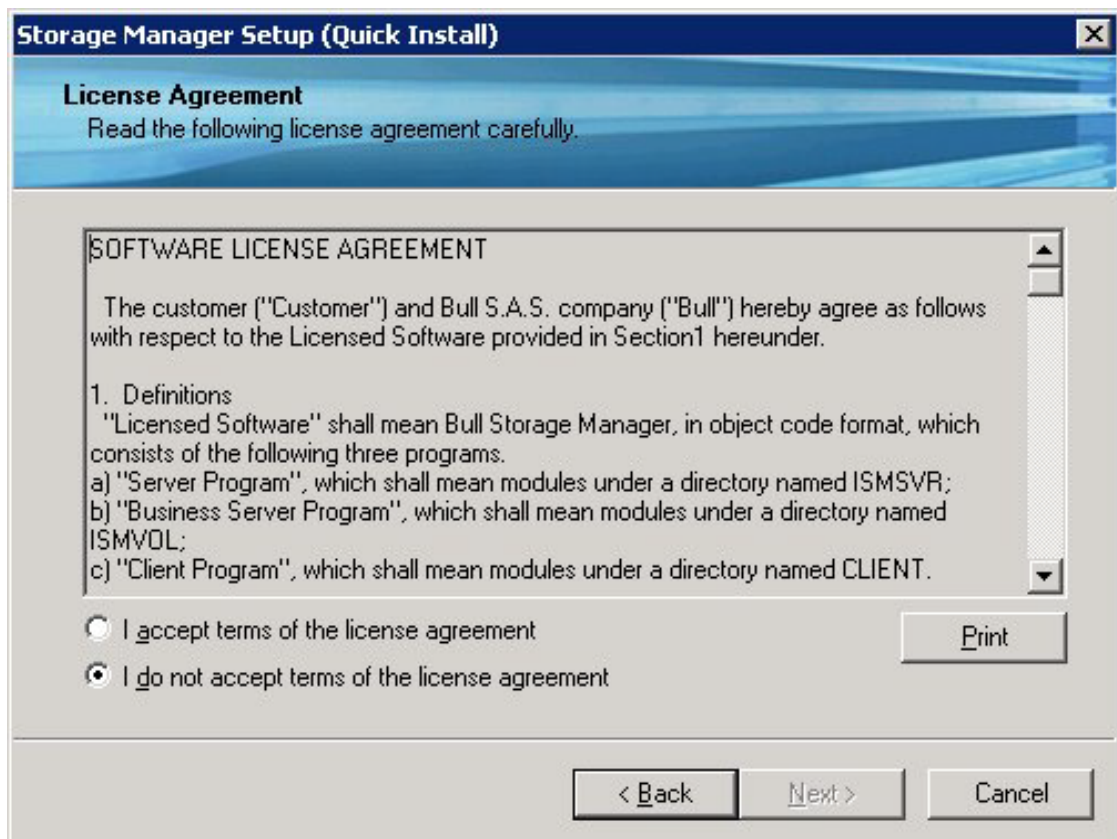 Storage Manager Setup (Quick Install)
License Agreement
Read the following license agreement carefully.
SOFTWARE LICENSE AGREEMENT
The customer ("Customer") and Bull S.A.S. company ("Bull") hereby agree as follows
with respect to the Licensed Software provided in Section1 hereunder.
1. Definitions
"Licensed Software" shall mean Bull Storage Manager, in object code format, which
consists of the following three programs.
a) "Server Program", which shall mean modules under a directory named ISMSVR;
b) "Business Server Program", which shall mean modules under a directory named
ISMVOL;
c) "Client Program", which shall mean modules under a directory named CLIENT.
I accept terms of the license agreement
Print
I do not accept terms of the license agreement
< Back
Next >
Cancel